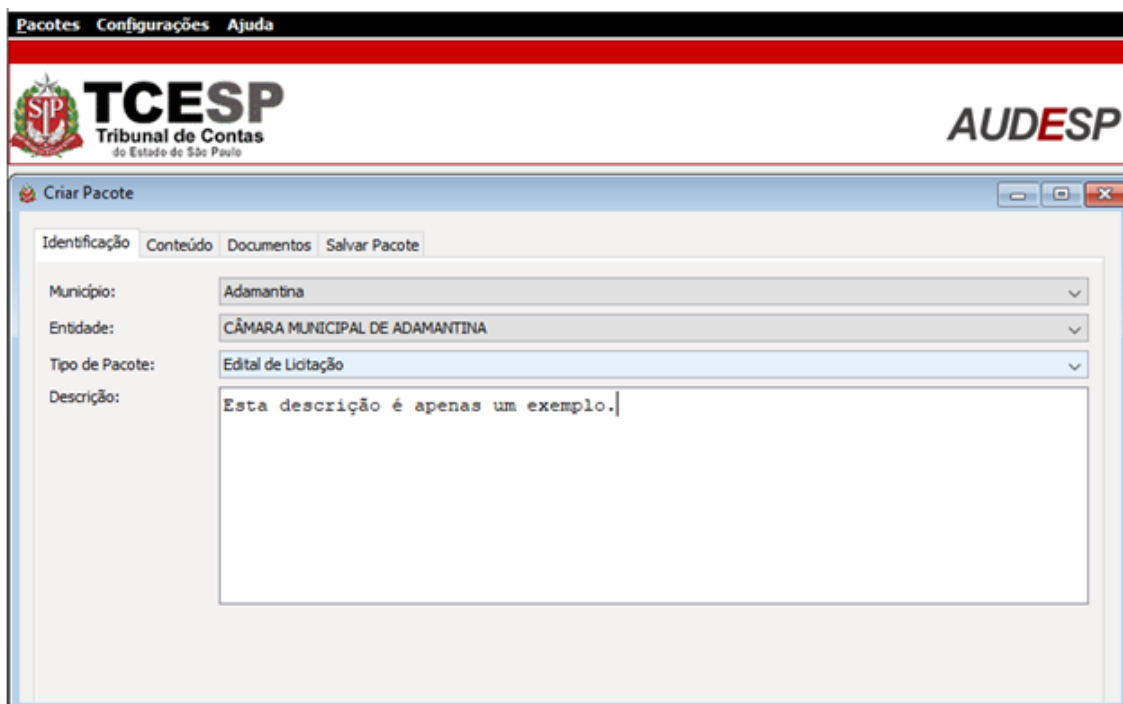 Pacotes Configurações Ajuda
SP
TCESP
Tribunal de Contas
do Estado de São Paulo
AUDESP
Criar Pacote
Identificação Conteúdo Documentos Salvar Pacote
Município: Adamantina
Entidade: CÂMARA MUNICIPAL DE ADAMANTINA
Tipo de Pacote: Edital de Licitação
Descrição: Esta descrição é apenas um exemplo.